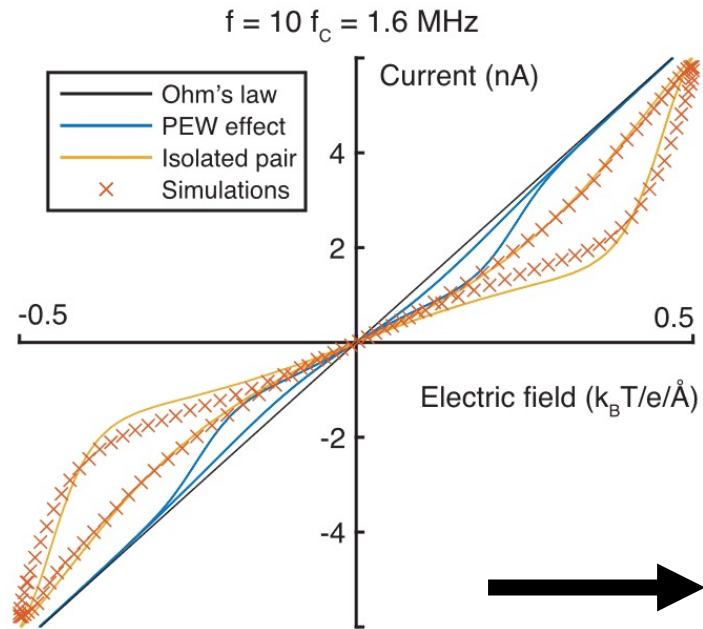 f = 10 f_C = 1.6 MHz
Ohm's law
PEW effect
Isolated pair
Simulations
Current (nA)
4
2
-0.5
0.5
Electric field (k_BT/e/Å)
-2
-4